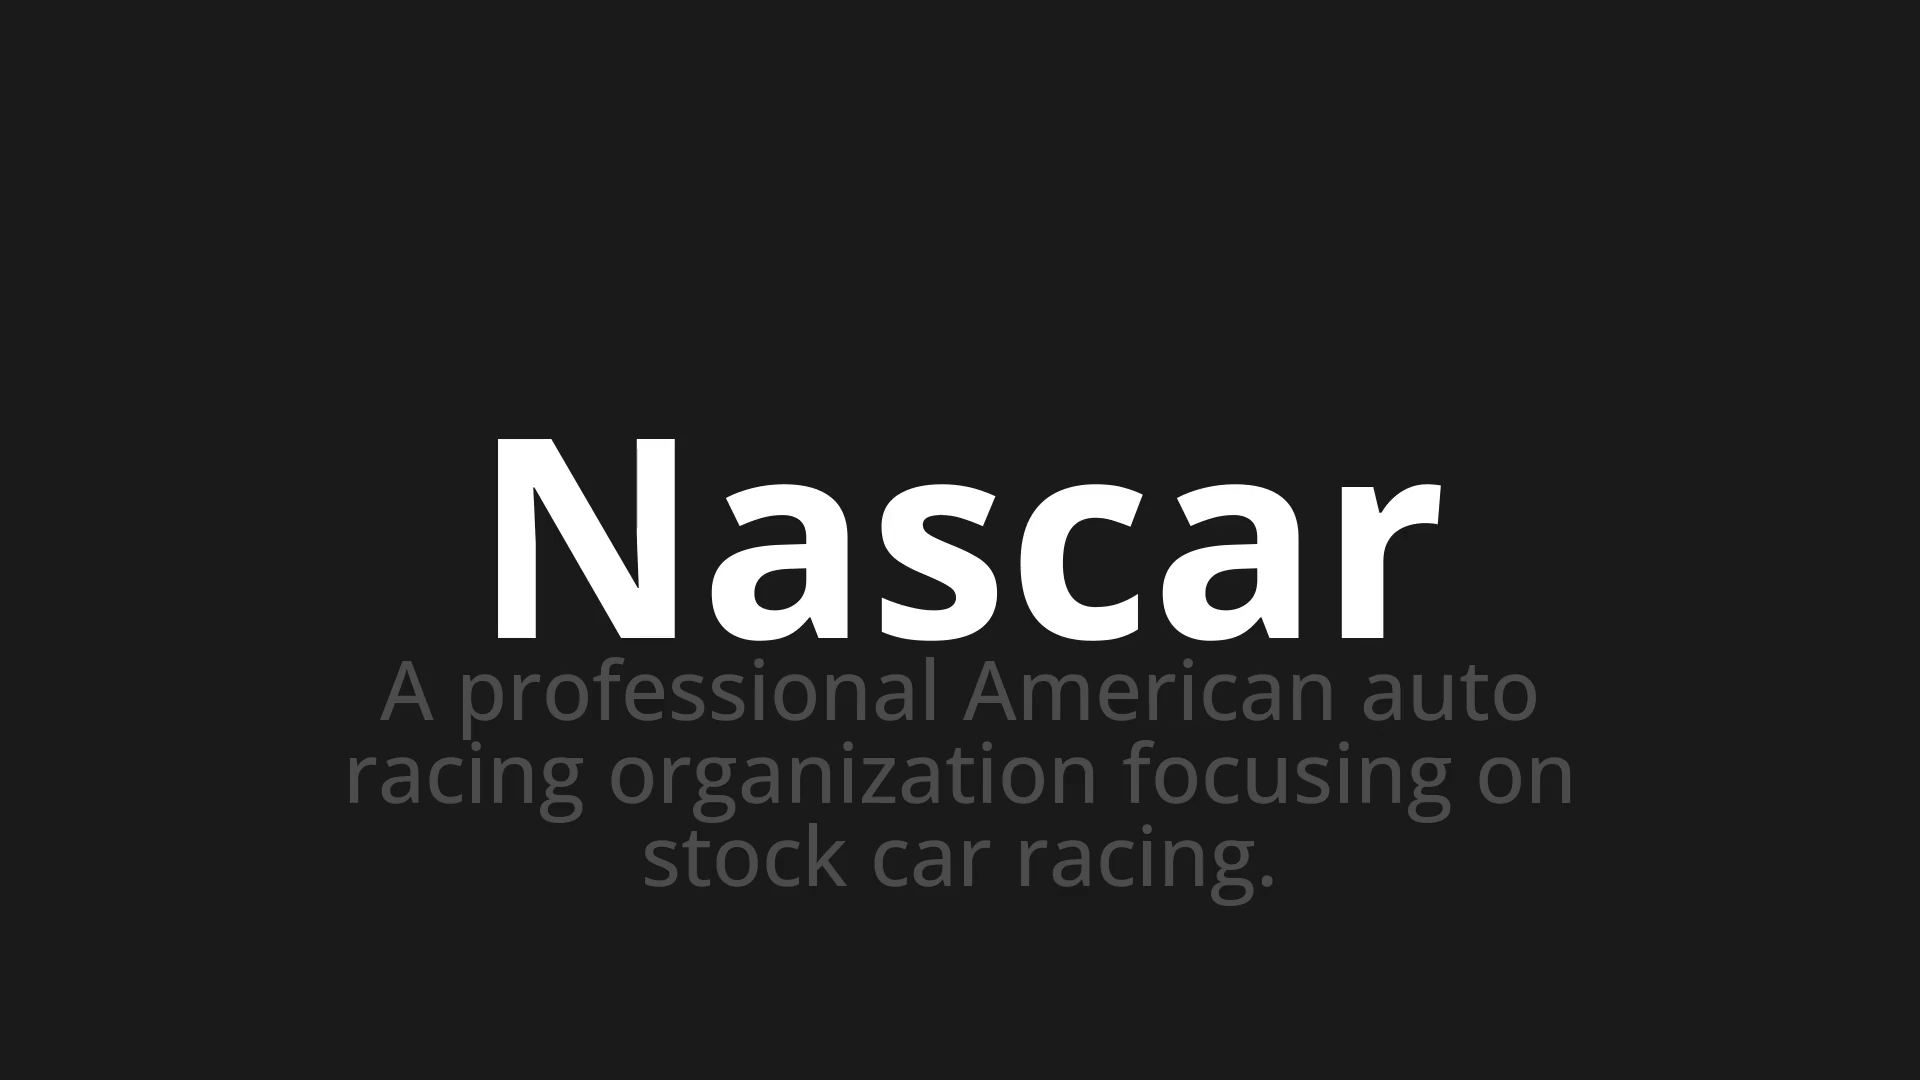 Nascar
A professional American auto
racing organization focusing on
stock car racing.